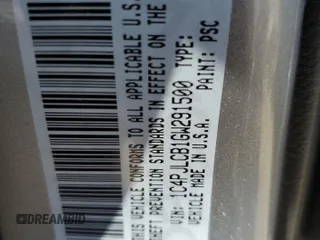 THIS VEHICLE CONFORMS TO ALL APPLICABLE U.S.A.
THEFT PREVENTION STANDARDS IN EFFECT ON THE
VIN: 1C4PJLCB1GW291500 TYPE:
VEHICLE MADE IN U.S.A. PAINT: PSC
DREAMBID